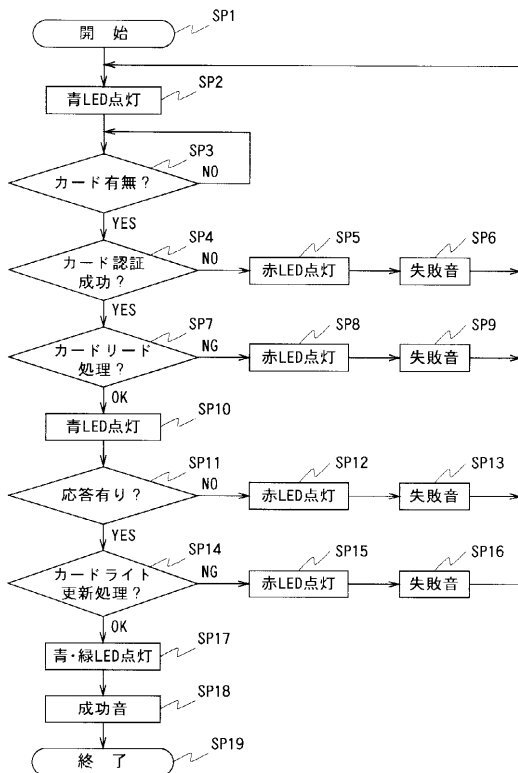 開 始
SP1
青LED点灯
SP2
カード有無?
SP3
NO
YES
カード認証
成功?
SP4
NO
赤LED点灯
SP5
失敗音
SP6
YES
カードリード
処理?
SP7
NG
赤LED点灯
SP8
失敗音
SP9
OK
青LED点灯
SP10
応答有り?
SP11
NO
赤LED点灯
SP12
失敗音
SP13
YES
カードライト
更新処理?
SP14
NG
赤LED点灯
SP15
失敗音
SP16
OK
青・緑LED点灯
SP17
成功音
SP18
終 了
SP19